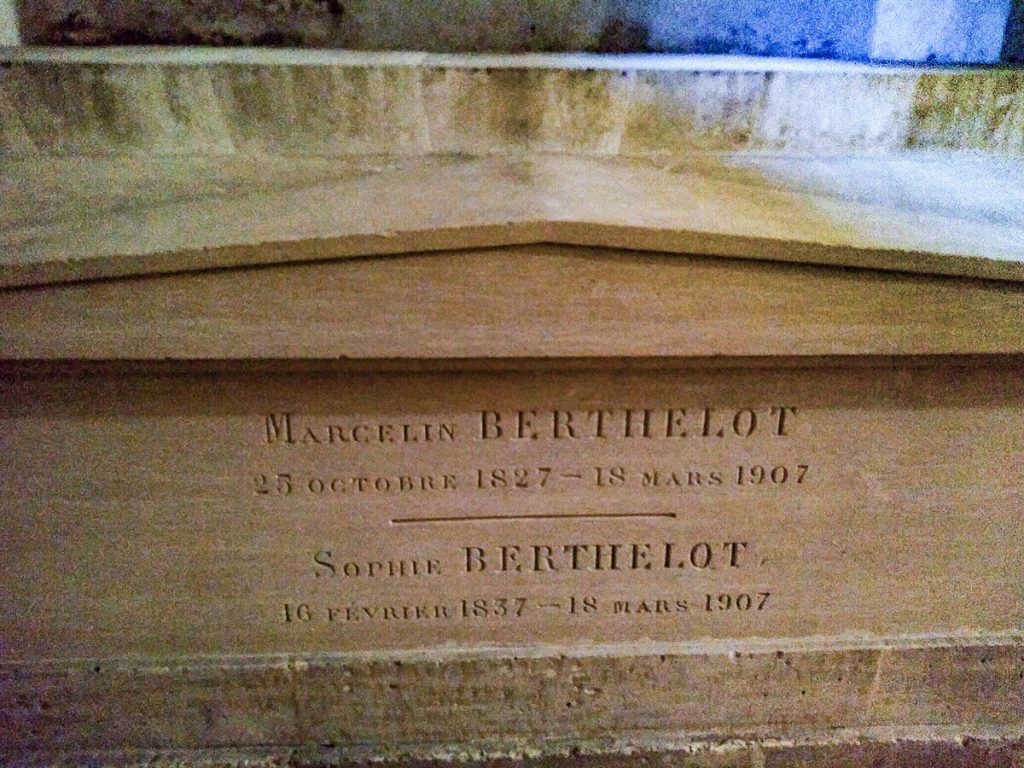 Marcelin BERTHELOT
25 octobre 1827 – 18 mars 1907
Sophie BERTHELOT
16 février 1837 – 18 mars 1907